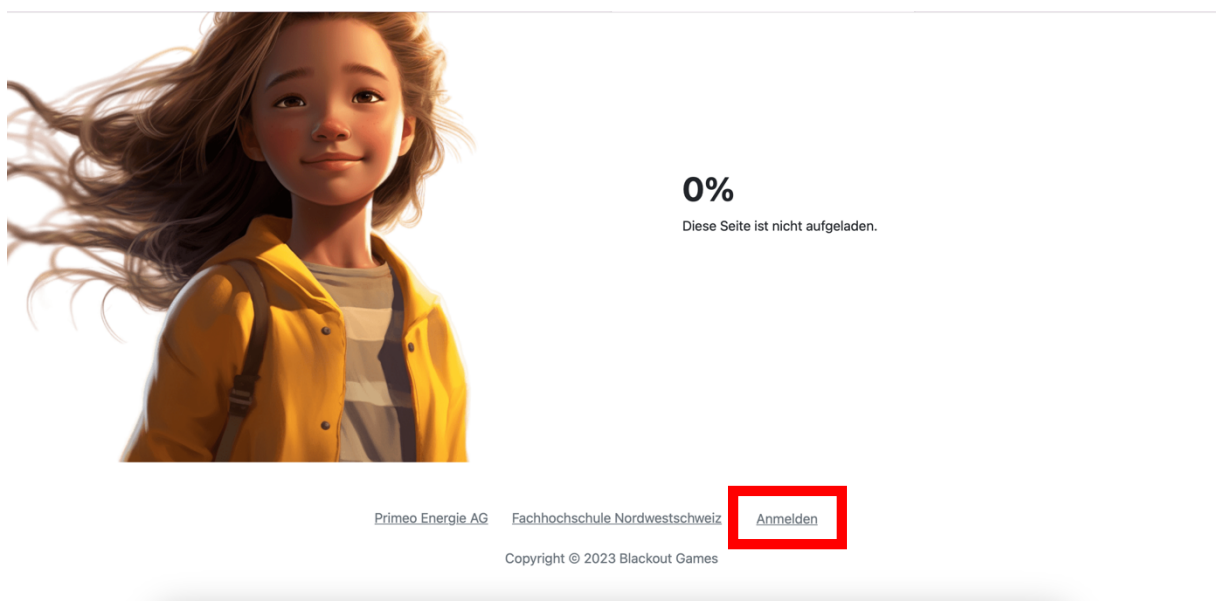 0%
Diese Seite ist nicht aufgeladen.
Primeo Energie AG Fachhochschule Nordwestschweiz Anmelden
Copyright © 2023 Blackout Games